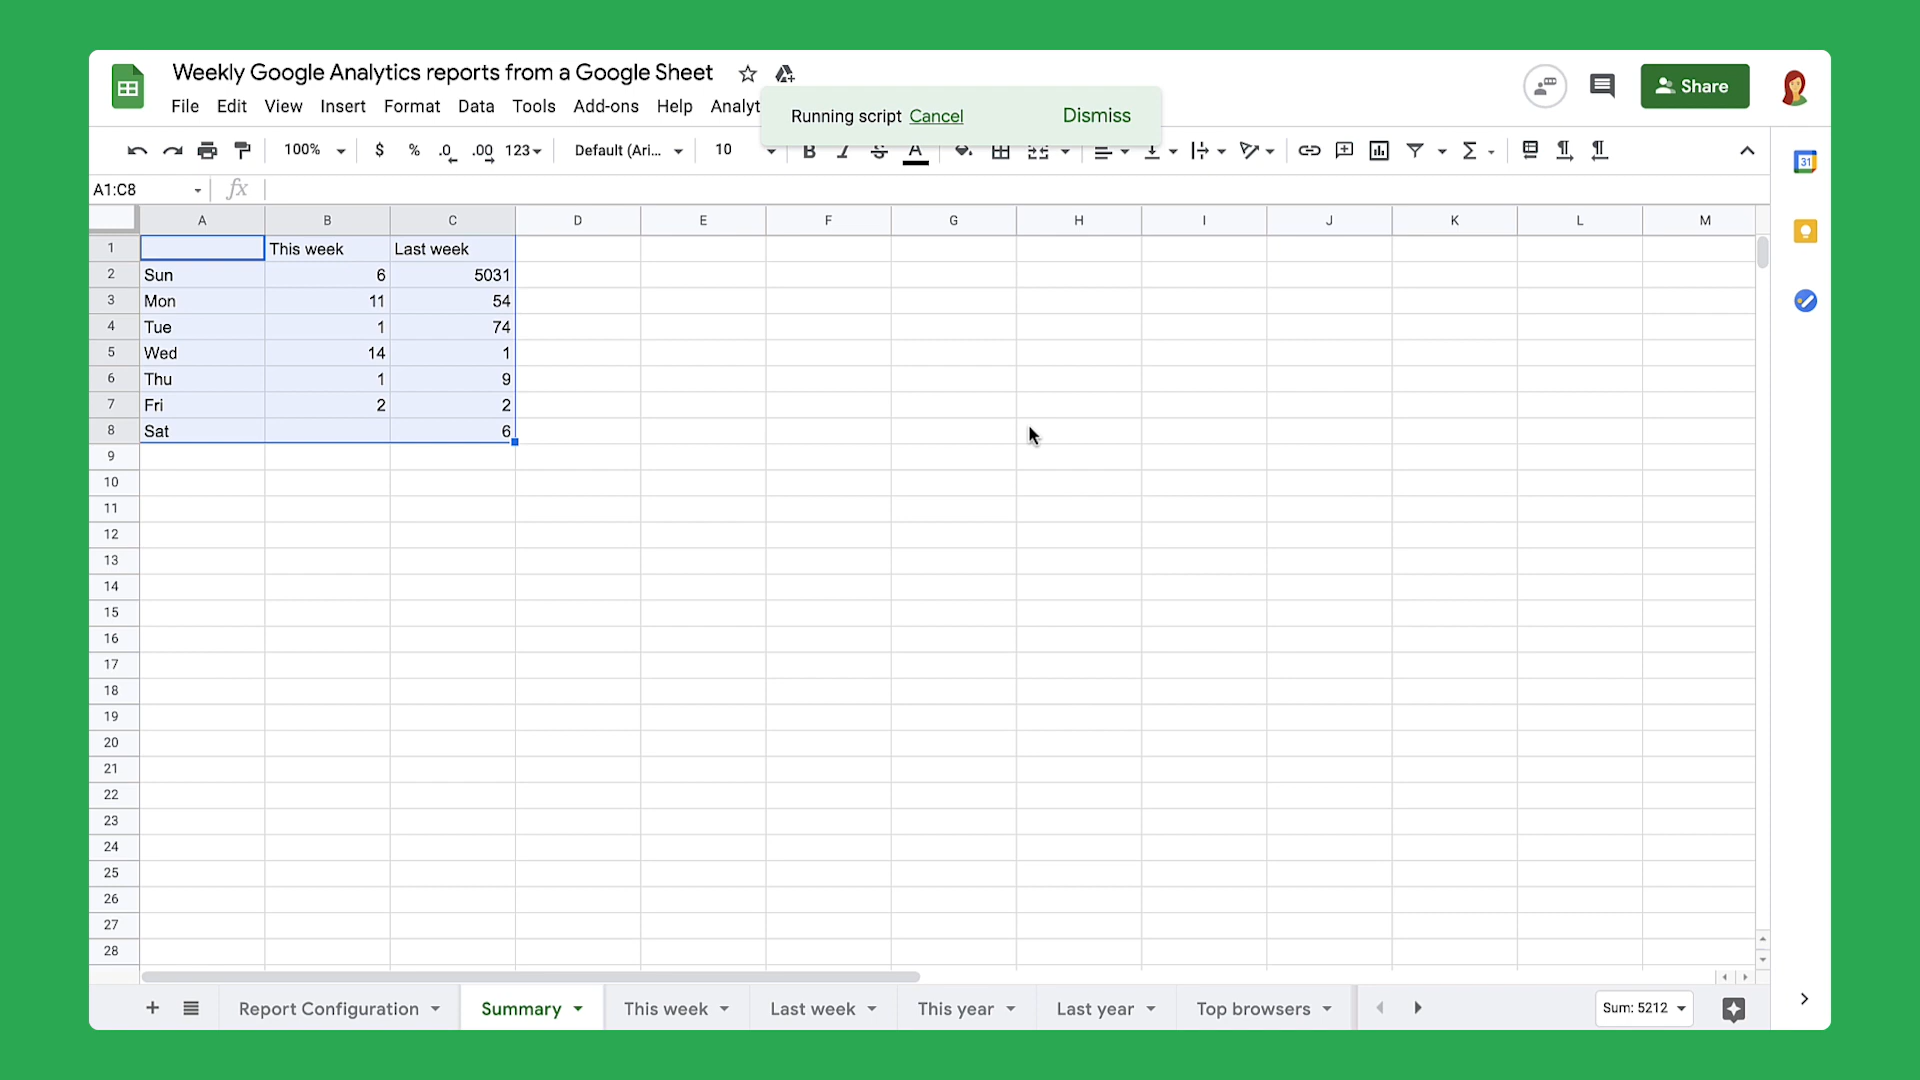 Weekly Google Analytics reports from a Google Sheet
File Edit View Insert Format Data Tools Add-ons Help Analyt
Running script Cancel Dismiss
Share
100% $ % .0 .00 123 Default (Ari... 10 B I S A
31
A1:C8 fx
A B C D E F G H I J K L M
1 This week Last week
2 Sun 6 5031
3 Mon 11 54
4 Tue 1 74
5 Wed 14 1
6 Thu 1 9
7 Fri 2 2
8 Sat 6
9
10
11
12
13
14
15
16
17
18
19
20
21
22
23
24
25
26
27
28
Report Configuration Summary This week Last week This year Last year Top browsers Sum: 5212